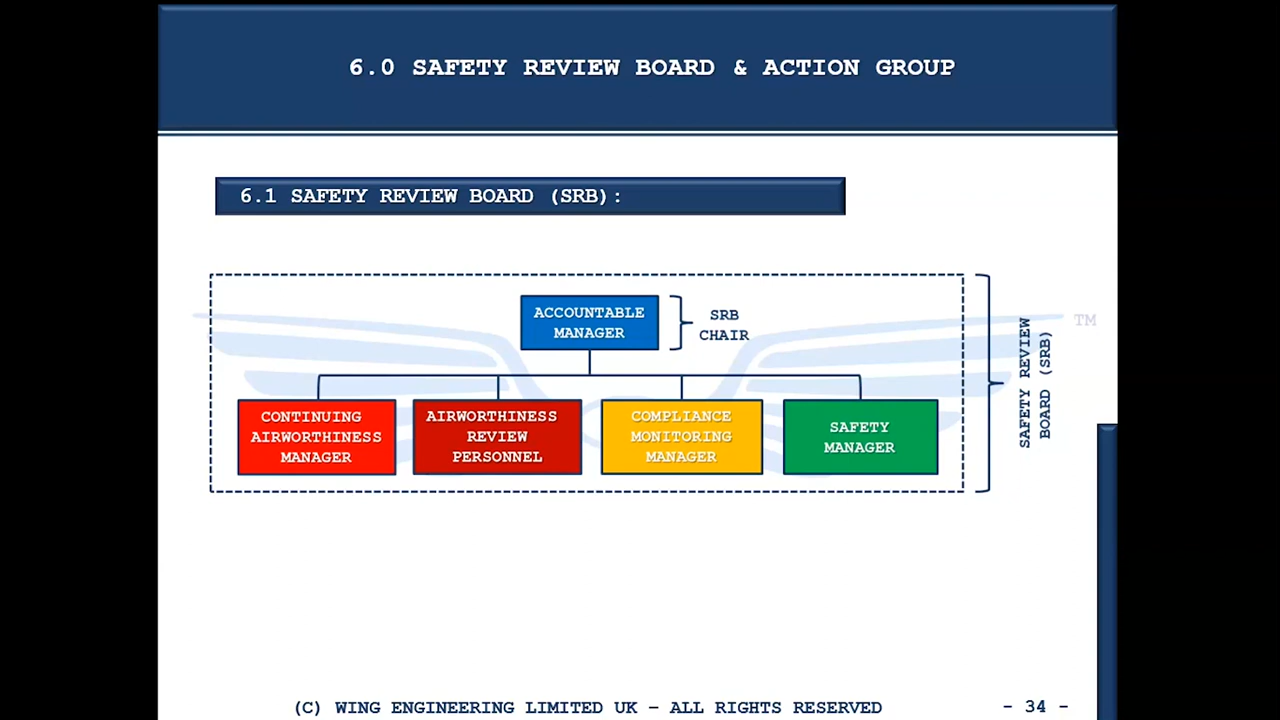 6.0 SAFETY REVIEW BOARD & ACTION GROUP
6.1 SAFETY REVIEW BOARD (SRB):
ACCOUNTABLE
MANAGER
SRB
CHAIR
CONTINUING
AIRWORTHINESS
MANAGER
AIRWORTHINESS
REVIEW
PERSONNEL
COMPLIANCE
MONITORING
MANAGER
SAFETY
MANAGER
SAFETY REVIEW
BOARD (SRB)
TM
(C) WING ENGINEERING LIMITED UK – ALL RIGHTS RESERVED
- 34 -